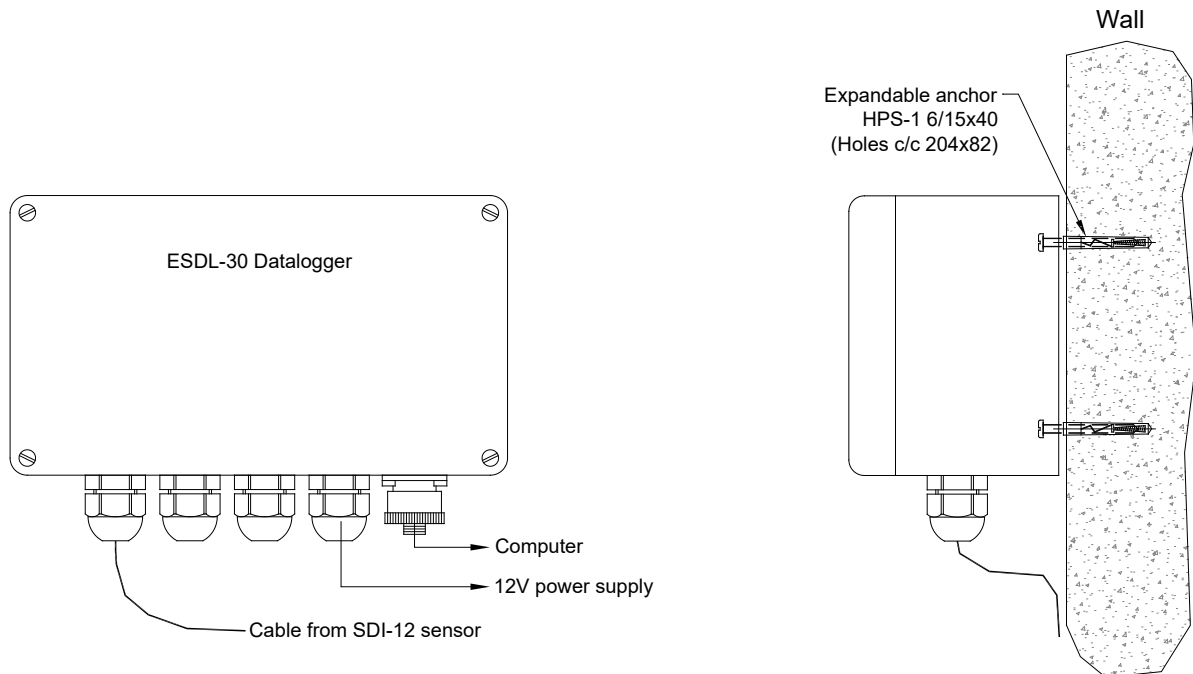 Wall
Expandable anchor
HPS-1 6/15x40
(Holes c/c 204x82)
ESDL-30 Datalogger
Computer
12V power supply
Cable from SDI-12 sensor